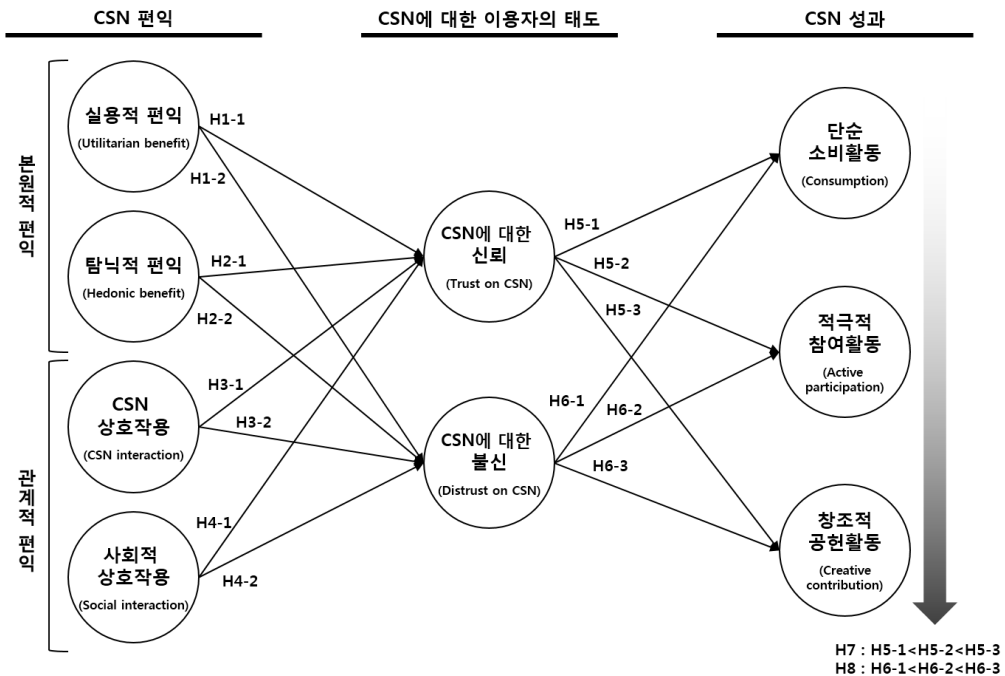 CSN 편익
CSN에 대한 이용자의 태도
CSN 성과
본원적 편익
실용적 편익
(Utilitarian benefit)
H1-1
H1-2
탐닉적 편익
(Hedonic benefit)
H2-1
H2-2
관계적 편익
CSN
상호작용
(CSN interaction)
H3-1
H3-2
사회적
상호작용
(Social interaction)
H4-1
H4-2
CSN에 대한
신뢰
(Trust on CSN)
H5-1
H5-2
H5-3
CSN에 대한
불신
(Distrust on CSN)
H6-1
H6-2
H6-3
단순
소비활동
(Consumption)
적극적
참여활동
(Active
participation)
창조적
공헌활동
(Creative
contribution)
H7 : H5-1<H5-2<H5-3
H8 : H6-1<H6-2<H6-3